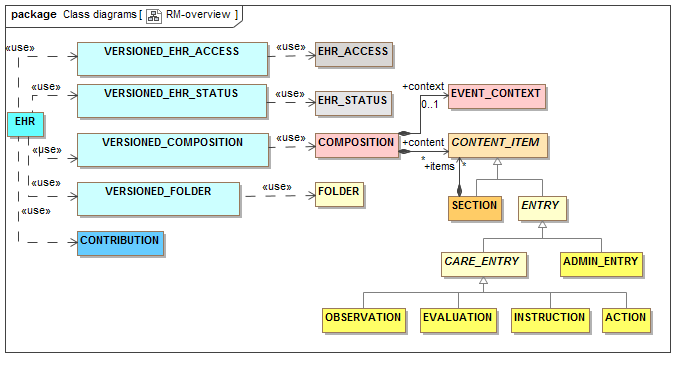 package Class diagrams [ RM-overview ]
«use»
VERSIONED_EHR_ACCESS
«use»
EHR_ACCESS
«use»
VERSIONED_EHR_STATUS
«use»
EHR_STATUS
+context
0..1
EVENT_CONTEXT
EHR
«use»
VERSIONED_COMPOSITION
«use»
COMPOSITION
+content
*
CONTENT_ITEM
+items
*
«use»
VERSIONED_FOLDER
«use»
FOLDER
SECTION
ENTRY
«use»
CONTRIBUTION
CARE_ENTRY
ADMIN_ENTRY
OBSERVATION
EVALUATION
INSTRUCTION
ACTION